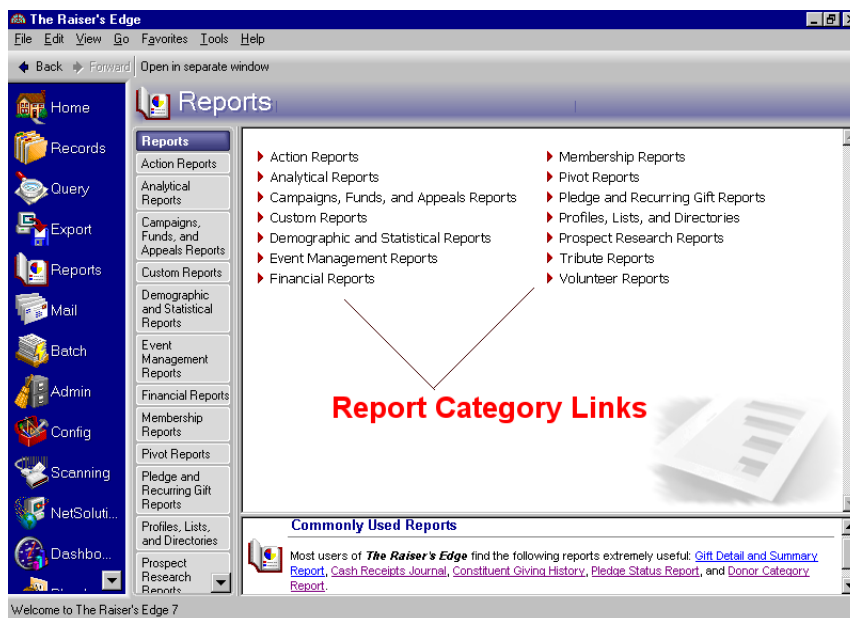 The Raiser's Edge
File Edit View Go Favorites Tools Help
Back Forward Open in separate window
Reports
Home
Records
Query
Export
Reports
Mail
Batch
Admin
Config
Scanning
NetSoluti...
Dashbo...
Reports
Action Reports
Analytical
Reports
Campaigns,
Funds, and
Appeals Reports
Custom Reports
Demographic
and Statistical
Reports
Event
Management
Reports
Financial Reports
Membership
Reports
Pivot Reports
Pledge and
Recurring Gift
Reports
Profiles, Lists,
and Directories
Prospect
Research
Reports
Action Reports
Analytical Reports
Campaigns, Funds, and Appeals Reports
Custom Reports
Demographic and Statistical Reports
Event Management Reports
Financial Reports
Membership Reports
Pivot Reports
Pledge and Recurring Gift Reports
Profiles, Lists, and Directories
Prospect Research Reports
Tribute Reports
Volunteer Reports
Report Category Links
Commonly Used Reports
Most users of The Raiser's Edge find the following reports extremely useful: Gift Detail and Summary
Report, Cash Receipts Journal, Constituent Giving History, Pledge Status Report, and Donor Category
Report.
Welcome to The Raiser's Edge 7